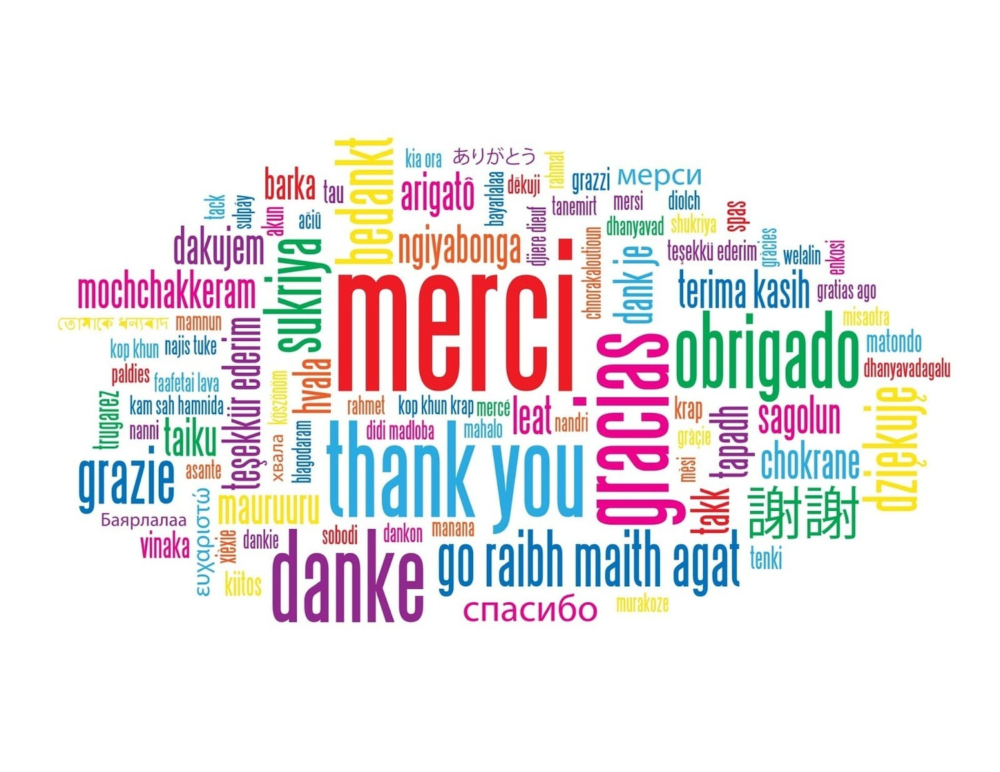 bedankt
kia ora
ありがとう
rahmat
barka
tau
arigatô
bayarlalaa
děkuji
grazzi
мерси
tack
sulpáy
akun
ačiū
djiere dieuf
tanemirt
mersi
diolch
spas
dakujem
sukriya
ngiyabonga
chnorakaloutioun
dhanyavad
shukriya
dank je
teşekkü ederim
gràcies
welalin
enkosi
mochchakkeram
merci
terima kasih
gratias ago
তোমাকে ধন্যবাদ
mamnun
teşekkür ederim
gracias
obrigado
misaotra
matondo
kop khun
najis tuke
dhanyavadagalu
paldies
faafetai lava
köszönöm
hvala
dziękuję
trugarez
kam sah hamnida
rahmet
kop khun krap
mercé
leat
nandri
krap
tapadh
sagolun
nanni
taiku
хвала
blagodaram
didi madloba
mahalo
gràçie
grazie
asante
thank you
mèsi
chokrane
Баярлалаа
ευχαριστώ
mauruuru
takk
謝謝
vinaka
xièxie
dankie
danke
sobodi
dankon
manana
go raibh maith agat
tenki
kiitos
спасибо
murakoze